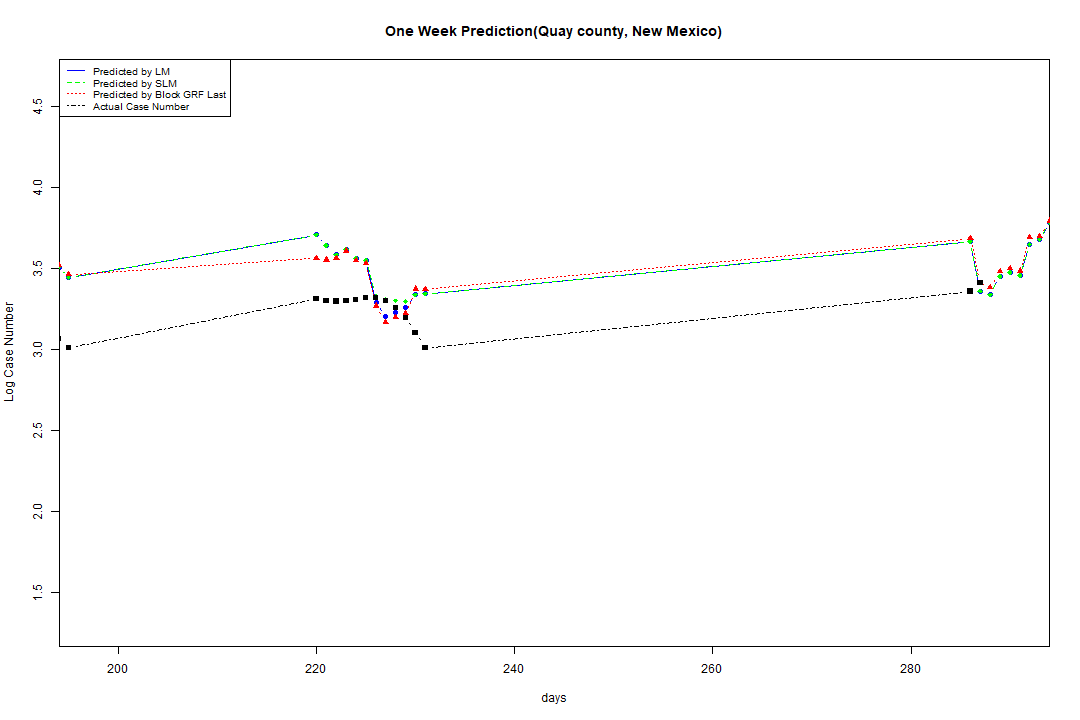 One Week Prediction(Quay county, New Mexico)
Predicted by LM
Predicted by SLM
Predicted by Block GRF Last
Actual Case Number
4.5
4.0
3.5
3.0
2.5
2.0
1.5
Log Case Number
200 220 240 260 280
days